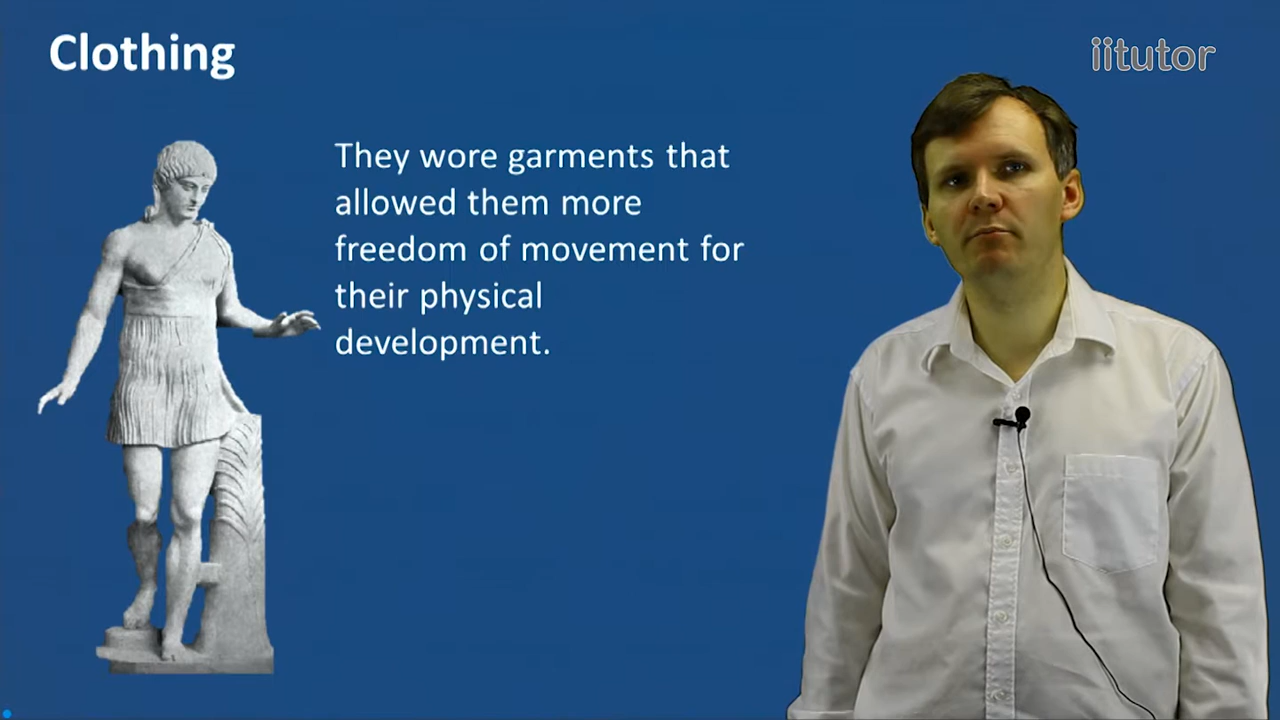 Clothing
iitutor
They wore garments that
allowed them more
freedom of movement for
their physical
development.